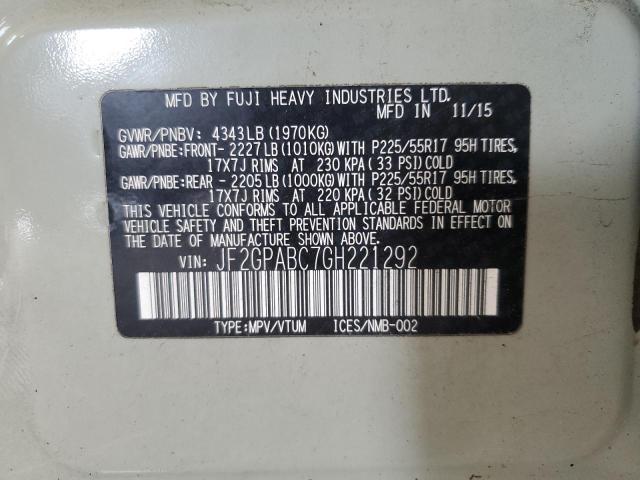 MFD BY FUJI HEAVY INDUSTRIES LTD.
MFD IN 11/15
GVWR/PNBV: 4343LB(1970KG)
GAWR/PNBE:FRONT- 2227LB(1010KG)WITH P225/55R17 95H TIRES,
17X7J RIMS AT 230 KPA( 33 PSI)COLD
GAWR/PNBE:REAR - 2205LB(1000KG)WITH P225/55R17 95H TIRES,
17X7J RIMS AT 220 KPA( 32 PSI)COLD
THIS VEHICLE CONFORMS TO ALL APPLICABLE FEDERAL MOTOR
VEHICLE SAFETY AND THEFT PREVENTION STANDARDS IN EFFECT ON
THE DATE OF MANUFACTURE SHOWN ABOVE.
VIN: JF2GPABC7GH221292
TYPE:MPV/VTUM ICES/NMB-002